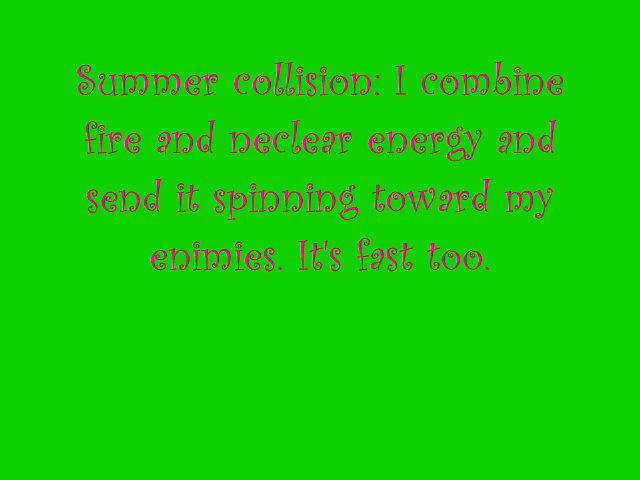 Summer collision: I combine
fire and neclear energy and
send it spinning toward my
enimies. It's fast too.